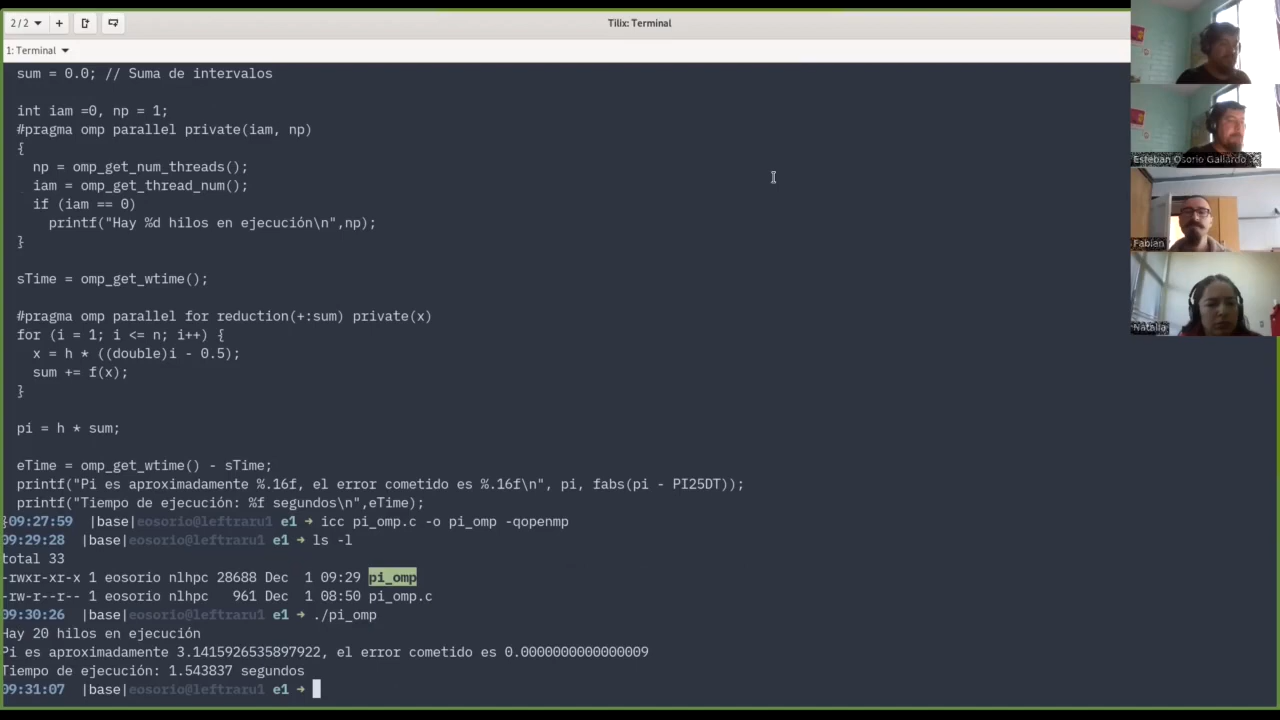 2 / 2
Tilix: Terminal
1: Terminal
sum = 0.0; // Suma de intervalos
int iam =0, np = 1;
#pragma omp parallel private(iam, np)
{
np = omp_get_num_threads();
iam = omp_get_thread_num();
if (iam == 0)
printf("Hay %d hilos en ejecución\n",np);
}
sTime = omp_get_wtime();
#pragma omp parallel for reduction(+:sum) private(x)
for (i = 1; i <= n; i++) {
x = h * ((double)i - 0.5);
sum += f(x);
}
pi = h * sum;
eTime = omp_get_wtime() - sTime;
printf("Pi es aproximadamente %.16f, el error cometido es %.16f\n", pi, fabs(pi - PI25DT));
printf("Tiempo de ejecución: %f segundos\n",eTime);
}09:27:59 |base|eosorio@leftraru1 e1 → icc pi_omp.c -o pi_omp -qopenmp
09:29:28 |base|eosorio@leftraru1 e1 → ls -l
total 33
-rwxr-xr-x 1 eosorio nlhpc 28688 Dec 1 09:29 pi_omp
-rw-r--r-- 1 eosorio nlhpc 961 Dec 1 08:50 pi_omp.c
09:30:26 |base|eosorio@leftraru1 e1 → ./pi_omp
Hay 20 hilos en ejecución
Pi es aproximadamente 3.1415926535897922, el error cometido es 0.0000000000000009
Tiempo de ejecución: 1.543837 segundos
09:31:07 |base|eosorio@leftraru1 e1 →
Esteban Osorio Gallardo
Fabian
Natalia